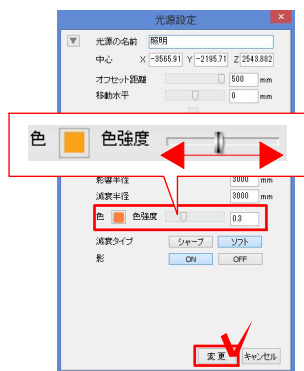 光源設定 ×
光源の名前 照明
中心 X -3565.91 Y -2195.71 Z 2543.882
オフセット距離 500 mm
移動水平 0 mm
色 色強度
影響半径 3000 mm
減衰半径 3000 mm
色 色強度 0.3
減衰タイプ シャープ ソフト
影 ON OFF
変更 キャンセル